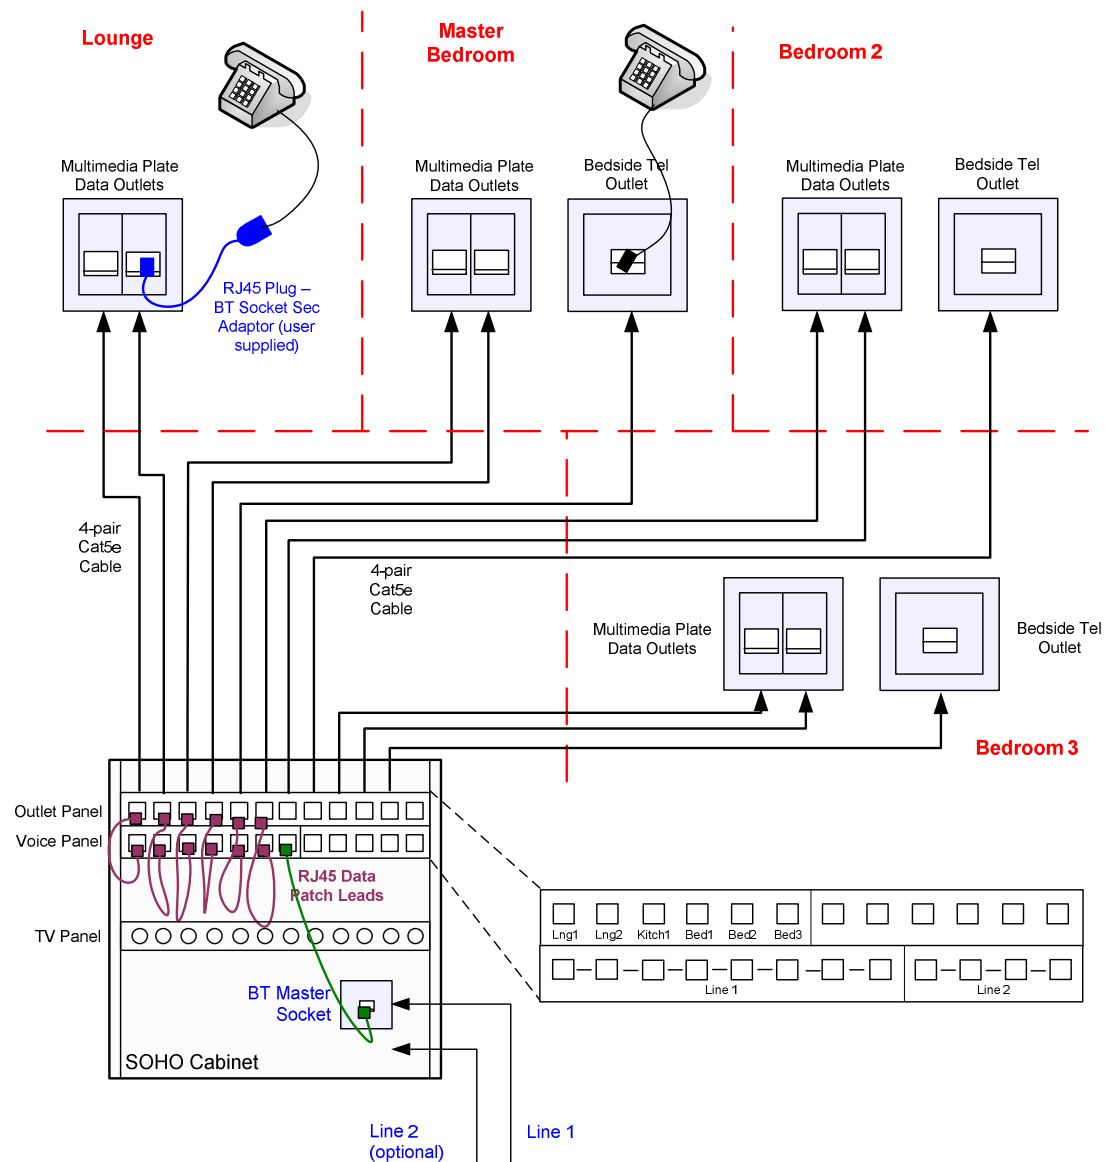 Lounge
Master
Bedroom
Bedroom 2
Multimedia Plate
Data Outlets
Multimedia Plate
Data Outlets
Bedside Tel
Outlet
Multimedia Plate
Data Outlets
Bedside Tel
Outlet
RJ45 Plug –
BT Socket Sec
Adaptor (user
supplied)
4-pair
Cat5e
Cable
4-pair
Cat5e
Cable
Multimedia Plate
Data Outlets
Bedside Tel
Outlet
Bedroom 3
Outlet Panel
Voice Panel
RJ45 Data
Patch Leads
TV Panel
Lng1 Lng2 Kitch1 Bed1 Bed2 Bed3
Line 1 Line 2
BT Master
Socket
SOHO Cabinet
Line 2
(optional)
Line 1